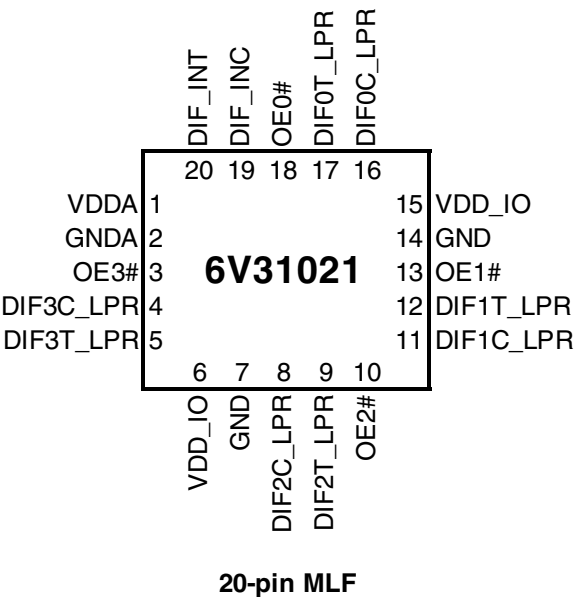 DIF_INT
DIF_INC
OE0#
DIF0T_LPR
DIF0C_LPR
20 19 18 17 16
VDDA 1
15 VDD_IO
GNDA 2
14 GND
OE3# 3
6V31021
13 OE1#
DIF3C_LPR 4
12 DIF1T_LPR
DIF3T_LPR 5
11 DIF1C_LPR
6 7 8 9 10
VDD_IO
GND
DIF2C_LPR
DIF2T_LPR
OE2#
20-pin MLF